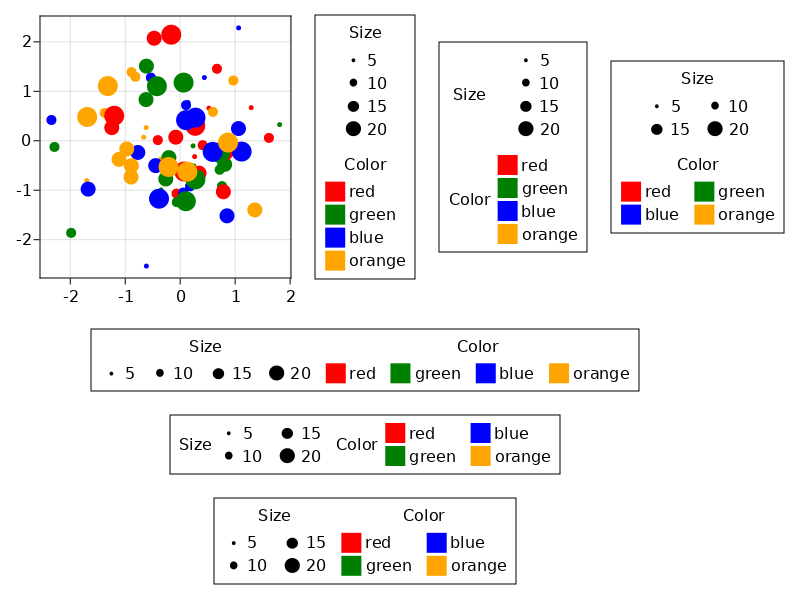 2
1
0
-1
-2
-2 -1 0 1 2
Size
5
10
15
20
Color
red
green
blue
orange
Size
5
10
15
20
Color
red
green
blue
orange
Size
5 10
15 20
Color
red green
blue orange
Size Color
5 10 15 20 red green blue orange
Size 5 15 Color red blue
10 20 green orange
Size Color
5 15 red blue
10 20 green orange